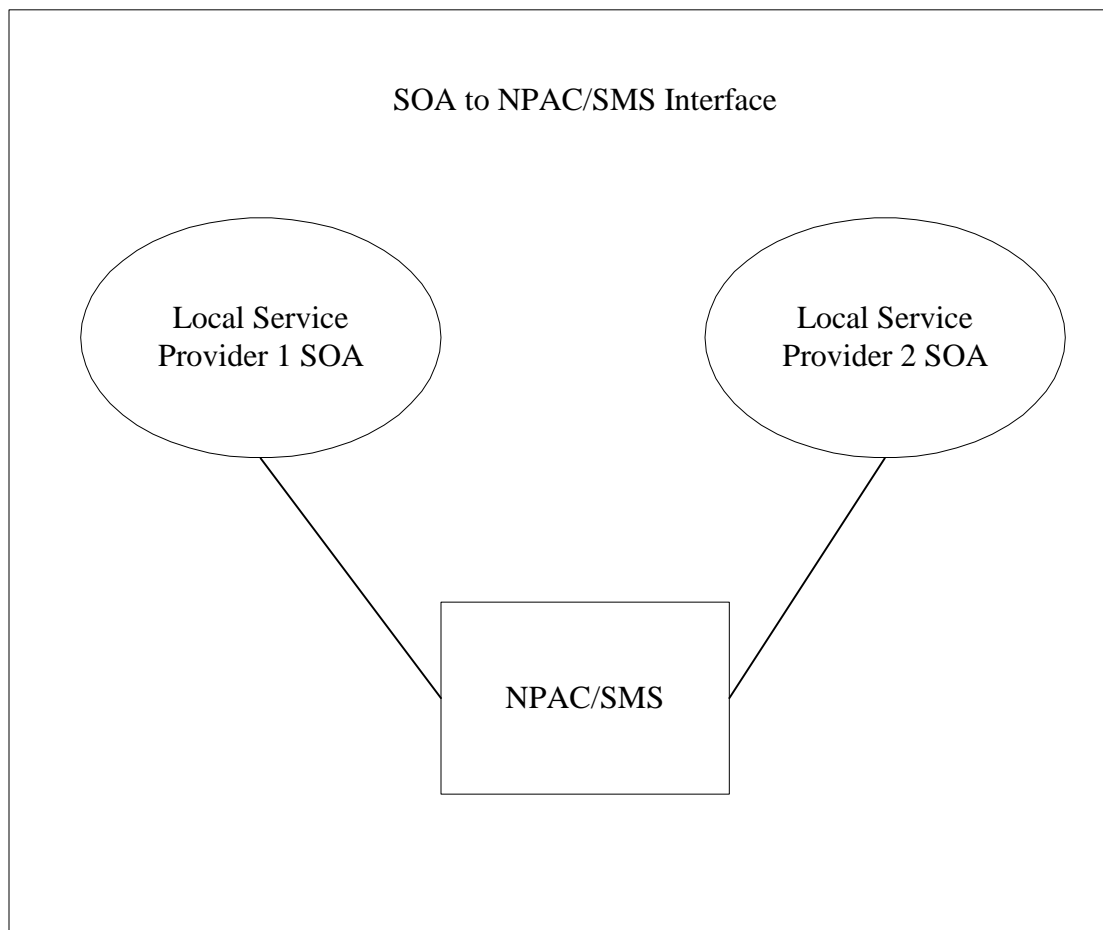 SOA to NPAC/SMS Interface
Local Service
Provider 1 SOA
Local Service
Provider 2 SOA
NPAC/SMS